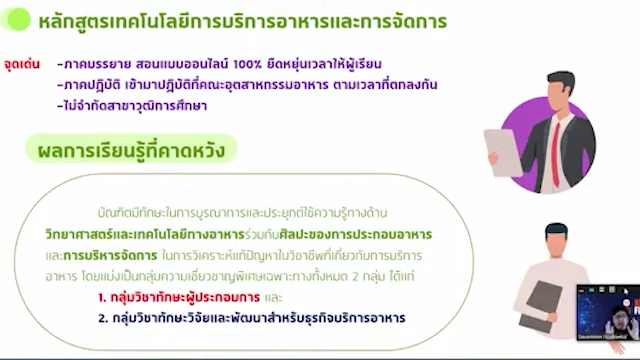 หลักสูตรเทคโนโลยีการบริการอาหารและการจัดการ
จุดเด่น -ภาคบรรยาย สอนแบบออนไลน์ 100% ยืดหยุ่นเวลาให้ผู้เรียน
-ภาคปฏิบัติ เข้ามาปฏิบัติที่คณะอุตสาหกรรมอาหาร ตามเวลาที่ตกลงกัน
-ไม่จำกัดสาขาวุฒิการศึกษา
ผลการเรียนรู้ที่คาดหวัง
บัณฑิตมีทักษะในการบูรณาการและประยุกต์ใช้ความรู้ทางด้าน
วิทยาศาสตร์และเทคโนโลยีทางอาหารร่วมกับศิลปะของการประกอบอาหาร
และการบริหารจัดการ ในการวิเคราะห์แก้ปัญหาในวิชาชีพที่เกี่ยวกับการบริการ
อาหาร โดยแบ่งเป็นกลุ่มความเชี่ยวชาญพิเศษเฉพาะทางทั้งหมด 2 กลุ่ม ได้แก่
1. กลุ่มวิชาทักษะผู้ประกอบการ และ
2. กลุ่มวิชาทักษะวิจัยและพัฒนาสำหรับธุรกิจบริการอาหาร